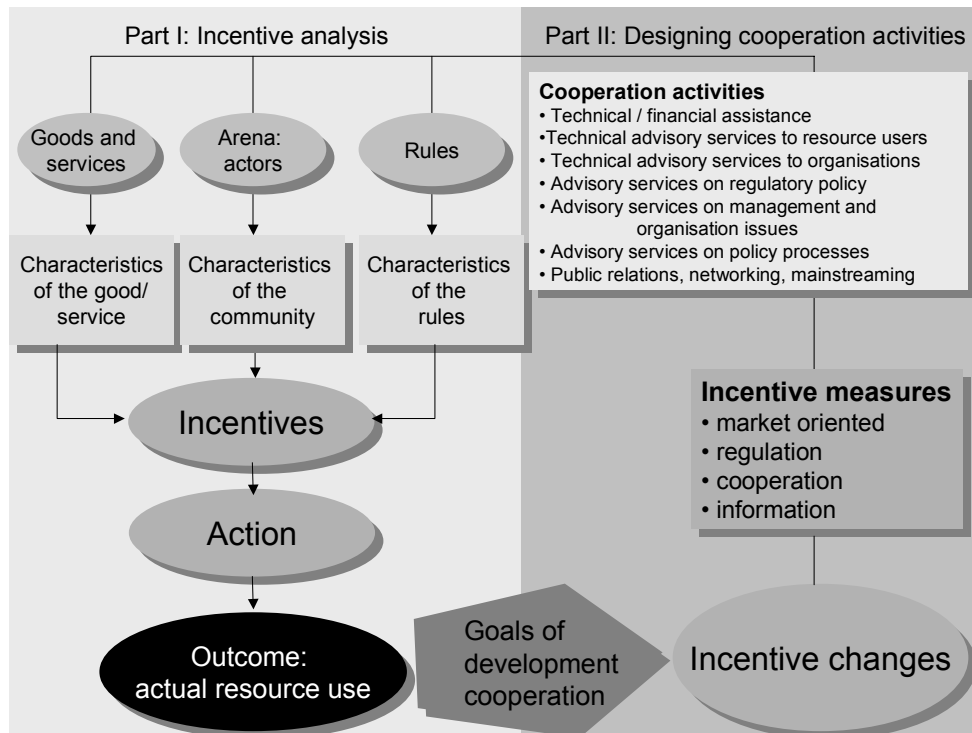 Part I: Incentive analysis
Part II: Designing cooperation activities
Goods and
services
Arena:
actors
Rules
Characteristics
of the good/
service
Characteristics
of the
community
Characteristics
of the
rules
Incentives
Action
Outcome:
actual resource use
Goals of
development
cooperation
Cooperation activities
• Technical / financial assistance
•Technical advisory services to resource users
• Technical advisory services to organisations
• Advisory services on regulatory policy
• Advisory services on management and
organisation issues
• Advisory services on policy processes
• Public relations, networking, mainstreaming
Incentive measures
• market oriented
• regulation
• cooperation
• information
Incentive changes